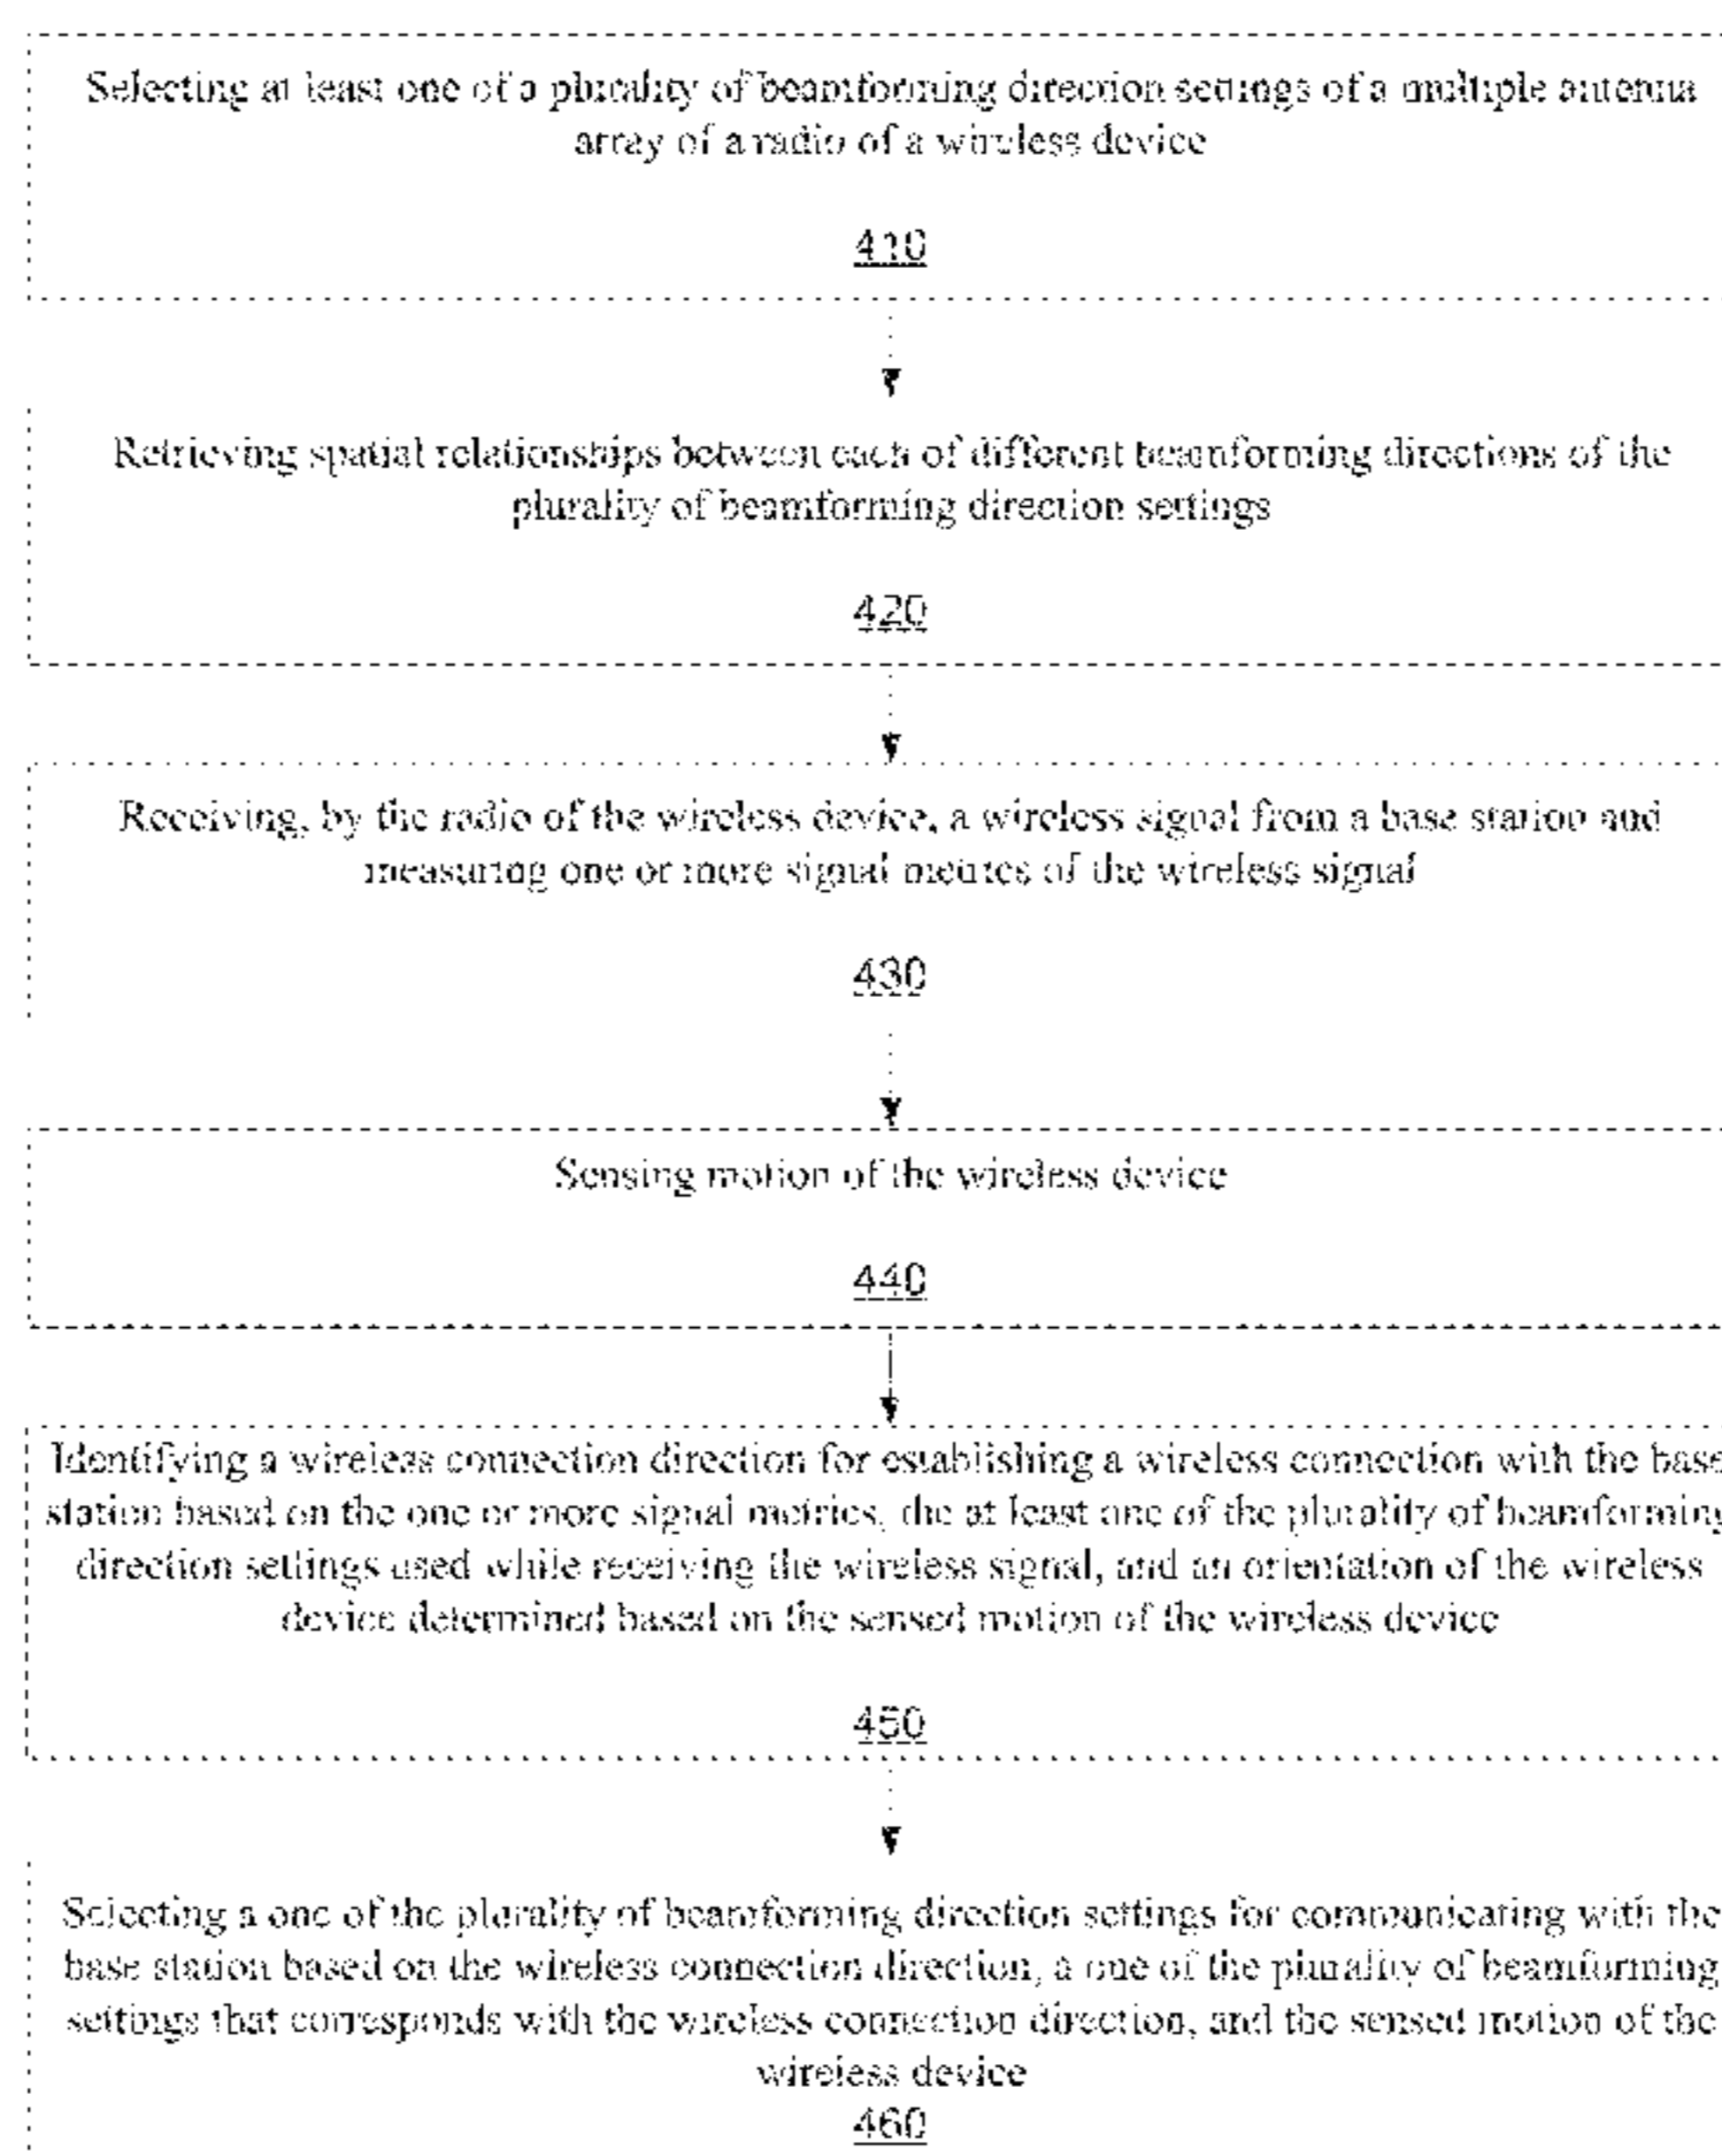 Selecting at least one of a plurality of beamforming direction settings of a multiple antenna
array of a radio of a wireless device
410
Retrieving spatial relationships between each of different beamforming directions of the
plurality of beamforming direction settings
420
Receiving, by the radio of the wireless device, a wireless signal from a base station and
measuring one or more signal metrics of the wireless signal
430
Sensing motion of the wireless device
440
Identifying a wireless connection direction for establishing a wireless connection with the base
station based on the one or more signal metrics, the at least one of the plurality of beamforming
direction settings used while receiving the wireless signal, and an orientation of the wireless
device determined based on the sensed motion of the wireless device
450
Selecting a one of the plurality of beamforming direction settings for communicating with the
base station based on the wireless connection direction, a one of the plurality of beamforming
settings that corresponds with the wireless connection direction, and the sensed motion of the
wireless device
460